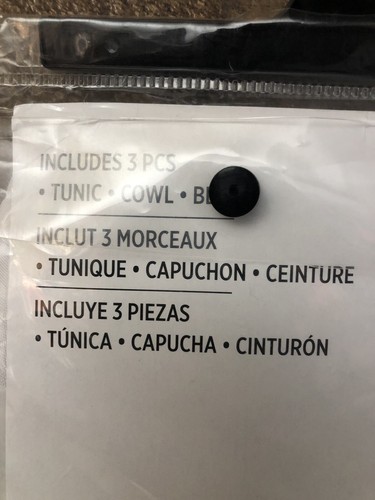 INCLUDES 3 PCS
• TUNIC • COWL •
INCLUT 3 MORCEAUX
• TUNIQUE • CAPUCHON • CEINTURE
INCLUYE 3 PIEZAS
• TÚNICA • CAPUCHA • CINTURÓN